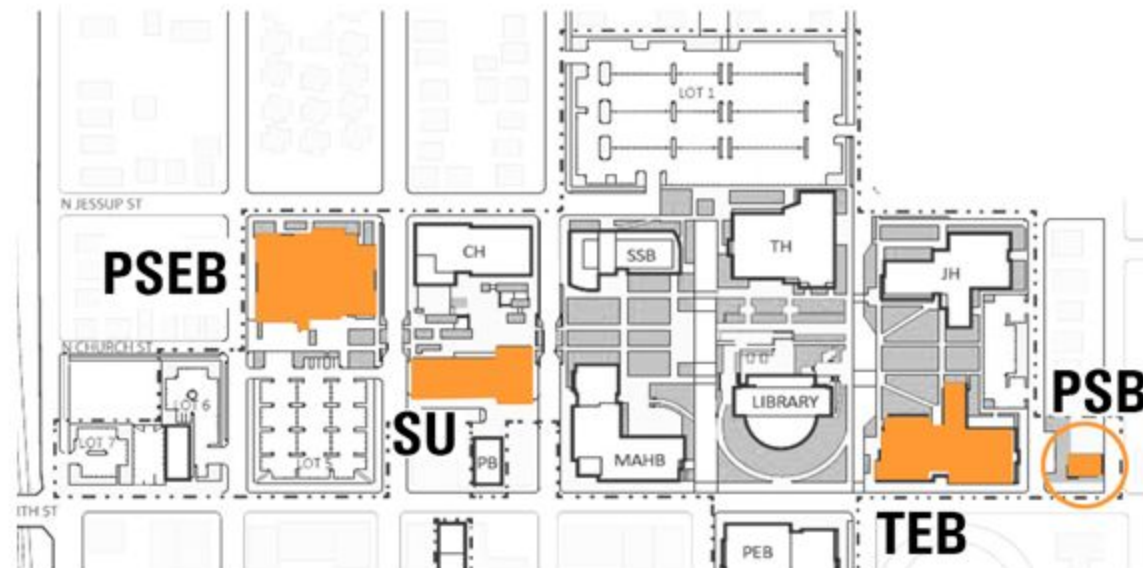 LOT 1
N JESSUP ST
PSEB
CH
SSB
TH
JH
N CHURCH ST
LOT 6
LOT 7
LOT 5
SU
PB
MAHB
LIBRARY
PSB
ITH ST
PEB
TEB